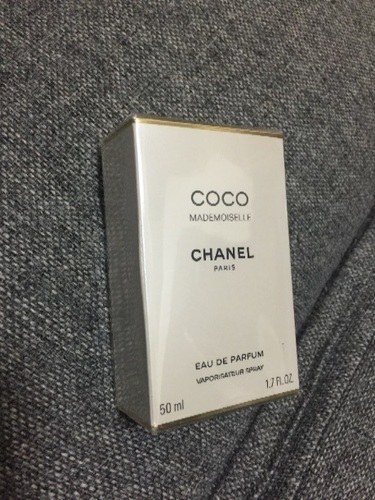 COCO
MADEMOISELLE
CHANEL
PARIS
EAU DE PARFUM
VAPORISATEUR SPRAY
50 ml
1.7 FL.OZ.